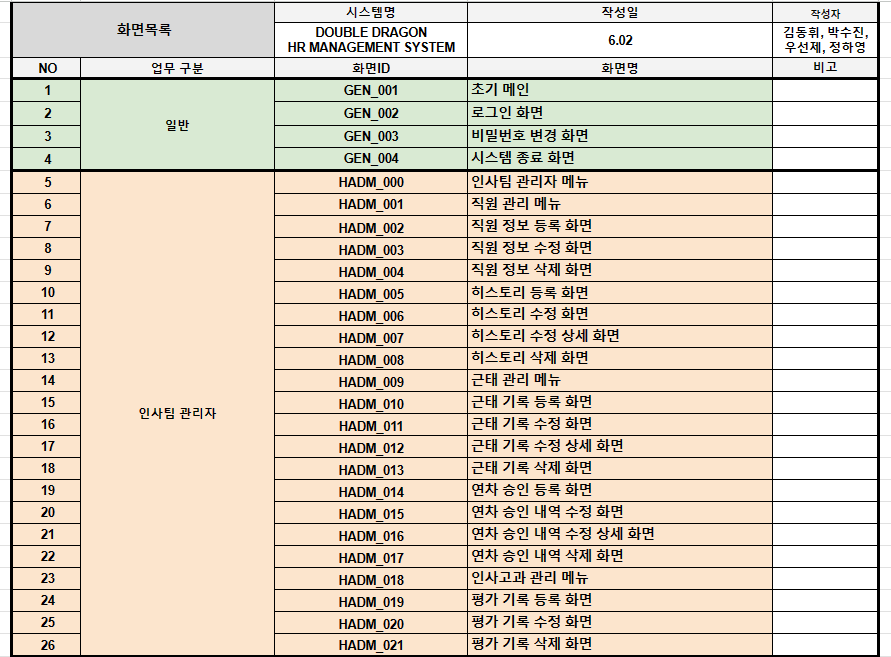 화면목록
시스템명 작성일 작성자
DOUBLE DRAGON
HR MANAGEMENT SYSTEM
6.02
김동휘, 박수진,
우선제, 정하영
NO 업무 구분 화면ID 화면명 비고
일반
1 GEN_001 초기 메인
2 GEN_002 로그인 화면
3 GEN_003 비밀번호 변경 화면
4 GEN_004 시스템 종료 화면
인사팀 관리자
5 HADM_000 인사팀 관리자 메뉴
6 HADM_001 직원 관리 메뉴
7 HADM_002 직원 정보 등록 화면
8 HADM_003 직원 정보 수정 화면
9 HADM_004 직원 정보 삭제 화면
10 HADM_005 히스토리 등록 화면
11 HADM_006 히스토리 수정 화면
12 HADM_007 히스토리 수정 상세 화면
13 HADM_008 히스토리 삭제 화면
14 HADM_009 근태 관리 메뉴
15 HADM_010 근태 기록 등록 화면
16 HADM_011 근태 기록 수정 화면
17 HADM_012 근태 기록 수정 상세 화면
18 HADM_013 근태 기록 삭제 화면
19 HADM_014 연차 승인 등록 화면
20 HADM_015 연차 승인 내역 수정 화면
21 HADM_016 연차 승인 내역 수정 상세 화면
22 HADM_017 연차 승인 내역 삭제 화면
23 HADM_018 인사고과 관리 메뉴
24 HADM_019 평가 기록 등록 화면
25 HADM_020 평가 기록 수정 화면
26 HADM_021 평가 기록 삭제 화면